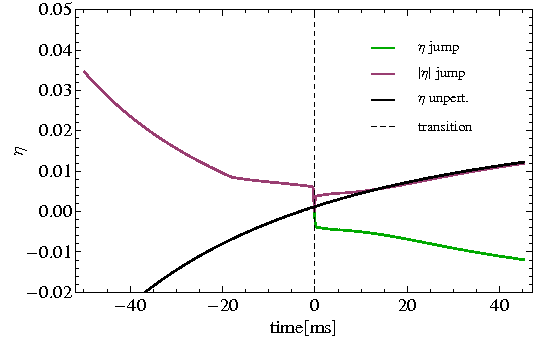 0.05
0.04
0.03
0.02
0.01
0.00
−0.01
−0.02
η
η jump
|η| jump
η unpert.
transition
−40 −20 0 20 40
time[ms]